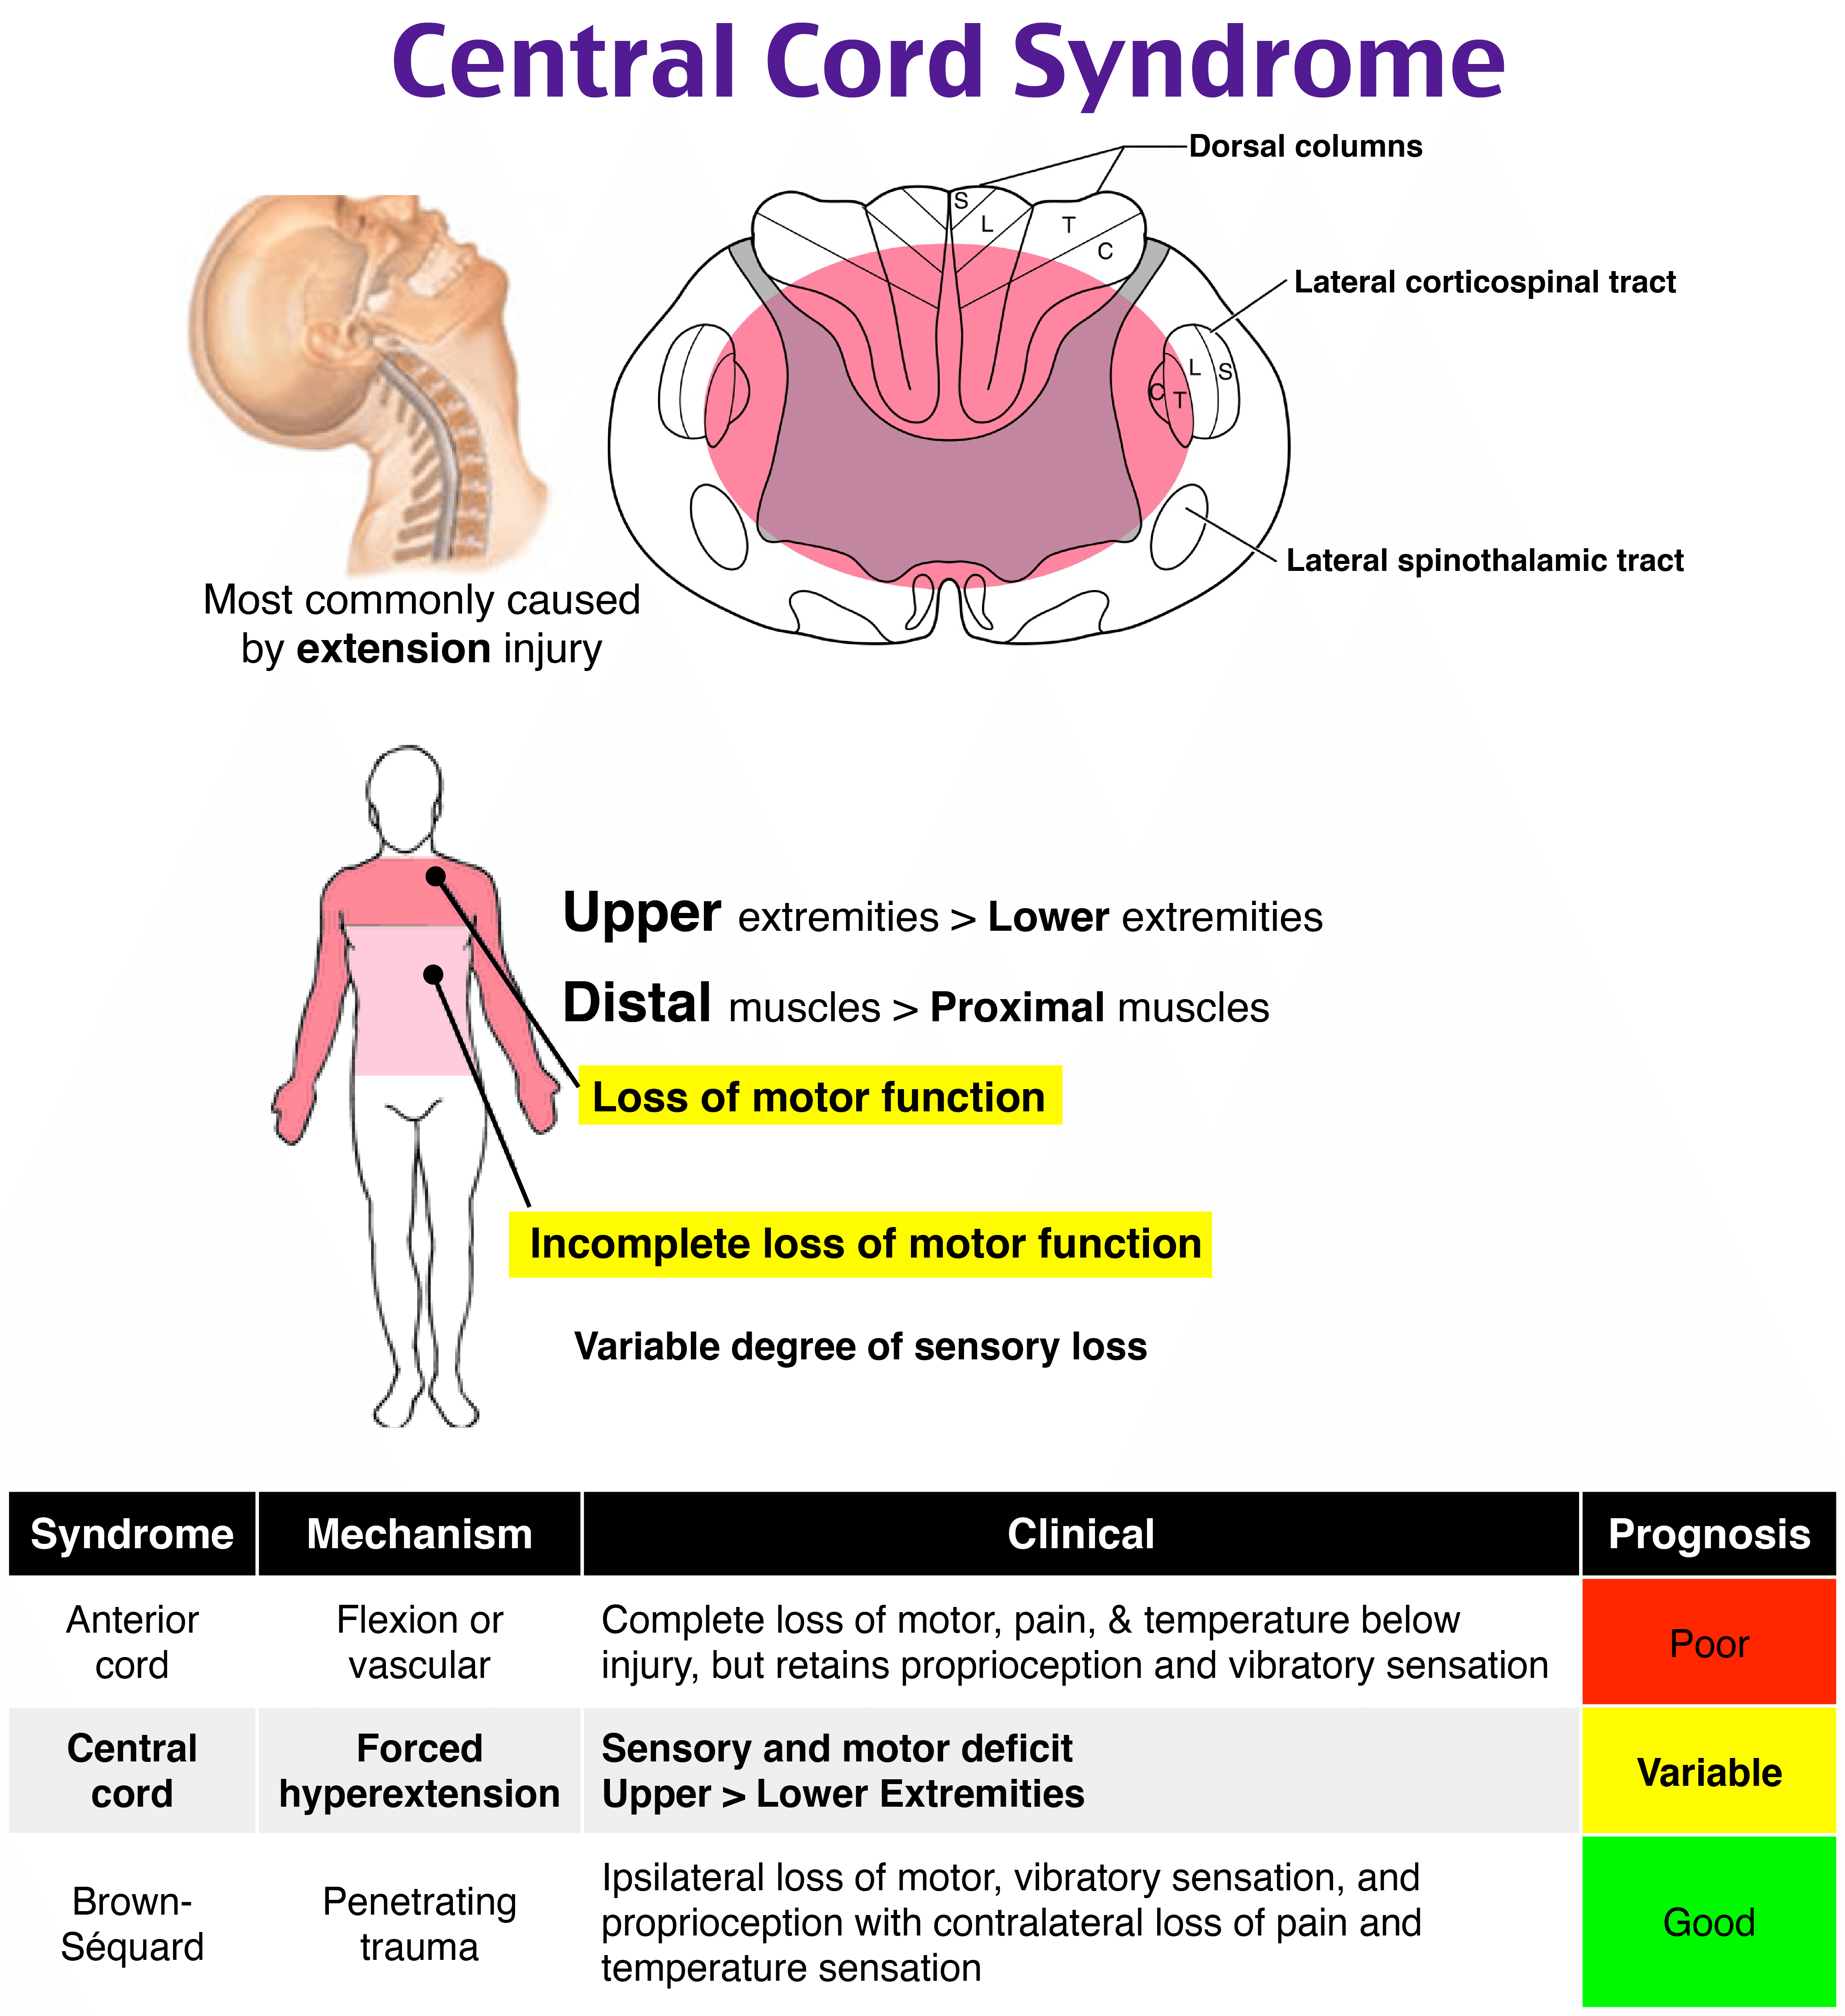 Central Cord Syndrome
Dorsal columns
S
L
T
C
Lateral corticospinal tract
L
S
C
T
Lateral spinothalamic tract
Most commonly caused
by extension injury
Upper extremities > Lower extremities
Distal muscles > Proximal muscles
Loss of motor function
Incomplete loss of motor function
Variable degree of sensory loss
Syndrome Mechanism Clinical Prognosis
Anterior
cord
Flexion or
vascular
Complete loss of motor, pain, & temperature below
injury, but retains proprioception and vibratory sensation
Poor
Central
cord
Forced
hyperextension
Sensory and motor deficit
Upper > Lower Extremities
Variable
Brown-
Séquard
Penetrating
trauma
Ipsilateral loss of motor, vibratory sensation, and
proprioception with contralateral loss of pain and
temperature sensation
Good